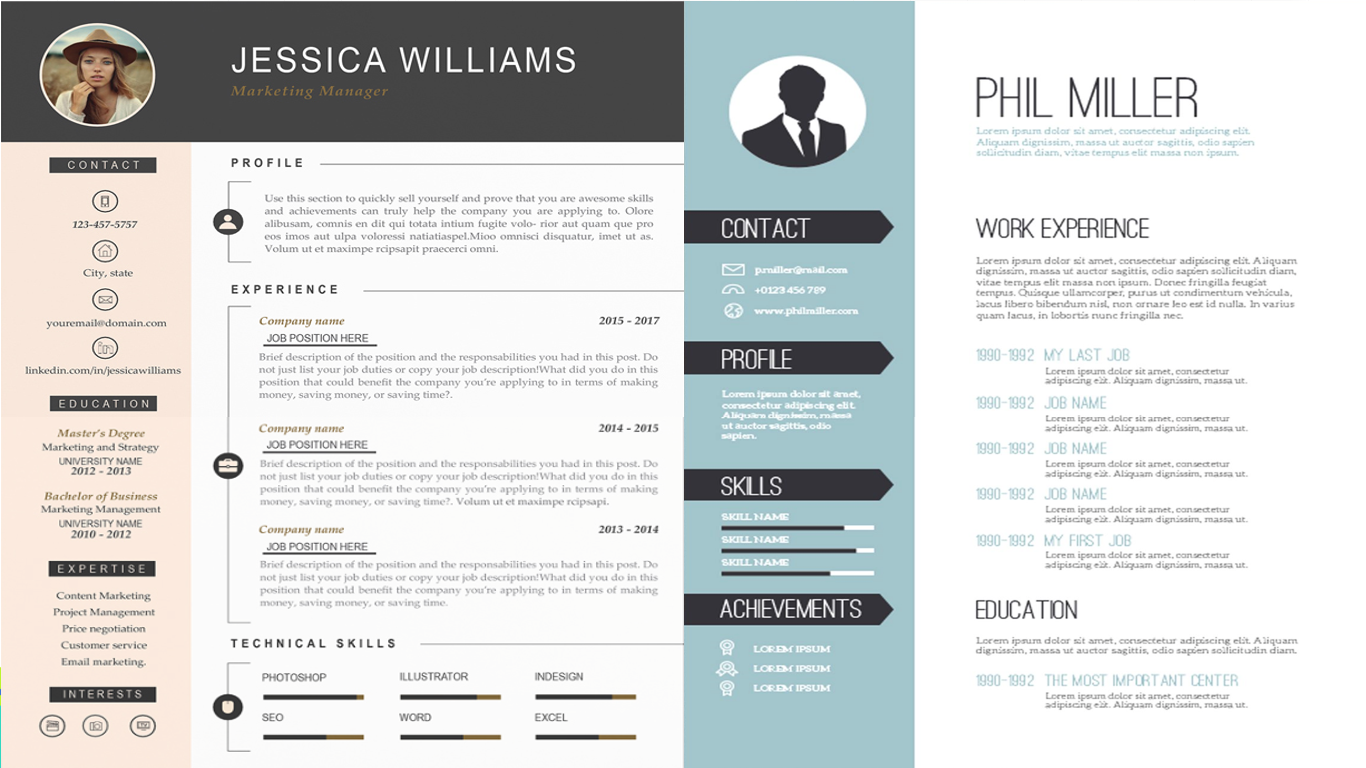 JESSICA WILLIAMS
Marketing Manager
CONTACT
123-457-5757
City, state
youremail@domain.com
linkedin.com/in/jessicawilliams
EDUCATION
Master's Degree
Marketing and Strategy
UNIVERSITY NAME
2012 - 2013
Bachelor of Business
Marketing Management
UNIVERSITY NAME
2010 - 2012
EXPERTISE
Content Marketing
Project Management
Price negotiation
Customer service
Email marketing.
INTERESTS
PROFILE
Use this section to quickly sell yourself and prove that you are awesome skills
and achievements can truly help the company you are applying to. Olore
alibusam, comnis en dit qui totata intium fugite volo- rior aut quam que pro
eos imos aut ulpa voloressi natiatiaspel.Mioo omnisci disquatur, imet ut as.
Volum ut et maximpe rcipsapit praecerci omni.
EXPERIENCE
Company name 2015 - 2017
JOB POSITION HERE
Brief description of the position and the responsabilities you had in this post. Do
not just list your job duties or copy your job description!What did you do in this
position that could benefit the company you're applying to in terms of making
money, saving money, or saving time?.
Company name 2014 - 2015
JOB POSITION HERE
Brief description of the position and the responsabilities you had in this post. Do
not just list your job duties or copy your job description!What did you do in this
position that could benefit the company you're applying to in terms of making
money, saving money, or saving time?. Volum ut et maximpe rcipsapi.
Company name 2013 - 2014
JOB POSITION HERE
Brief description of the position and the responsabilities you had in this post. Do
not just list your job duties or copy your job description!What did you do in this
position that could benefit the company you're applying to in terms of making
money, saving money, or saving time.
TECHNICAL SKILLS
PHOTOSHOP ILLUSTRATOR INDESIGN
SEO WORD EXCEL
CONTACT
p.miller@mail.com
+0123 456 789
www.philmiller.com
PROFILE
Lorem ipsum dolor sit amet,
consectetur adipiscing elit.
Aliquam dignissim, massa
ut auctor sagittis, odio
sapien.
SKILLS
SKILL NAME
SKILL NAME
SKILL NAME
ACHIEVEMENTS
LOREM IPSUM
LOREM IPSUM
LOREM IPSUM
PHIL MILLER
Lorem ipsum dolor sit amet, consectetur adipiscing elit.
Aliquam dignissim, massa ut auctor sagittis, odio sapien
sollicitudin diam, vitae tempus elit massa non ipsum.
WORK EXPERIENCE
Lorem ipsum dolor sit amet, consectetur adipiscing elit. Aliquam
dignissim, massa ut auctor sagittis, odio sapien sollicitudin diam,
vitae tempus elit massa non ipsum. Donec fringilla feugiat
tempus. Quisque ullamcorper, purus ut condimentum vehicula,
lacus libero bibendum nisl, non ornare leo est id nulla. In varius
quam lacus, in lobortis nunc fringilla nec.
1990-1992 MY LAST JOB
Lorem ipsum dolor sit amet, consectetur
adipiscing elit. Aliquam dignissim, massa ut.
1990-1992 JOB NAME
Lorem ipsum dolor sit amet, consectetur
adipiscing elit. Aliquam dignissim, massa ut.
1990-1992 JOB NAME
Lorem ipsum dolor sit amet, consectetur
adipiscing elit. Aliquam dignissim, massa ut.
1990-1992 JOB NAME
Lorem ipsum dolor sit amet, consectetur
adipiscing elit. Aliquam dignissim, massa ut.
1990-1992 MY FIRST JOB
Lorem ipsum dolor sit amet, consectetur
adipiscing elit. Aliquam dignissim, massa ut.
EDUCATION
Lorem ipsum dolor sit amet, consectetur adipiscing elit. Aliquam
dignissim, massa ut auctor sagittis, odio sapien sollicitudin diam.
1990-1992 THE MOST IMPORTANT CENTER
Lorem ipsum dolor sit amet, consectetur
adipiscing elit. Aliquam dignissim, massa ut.